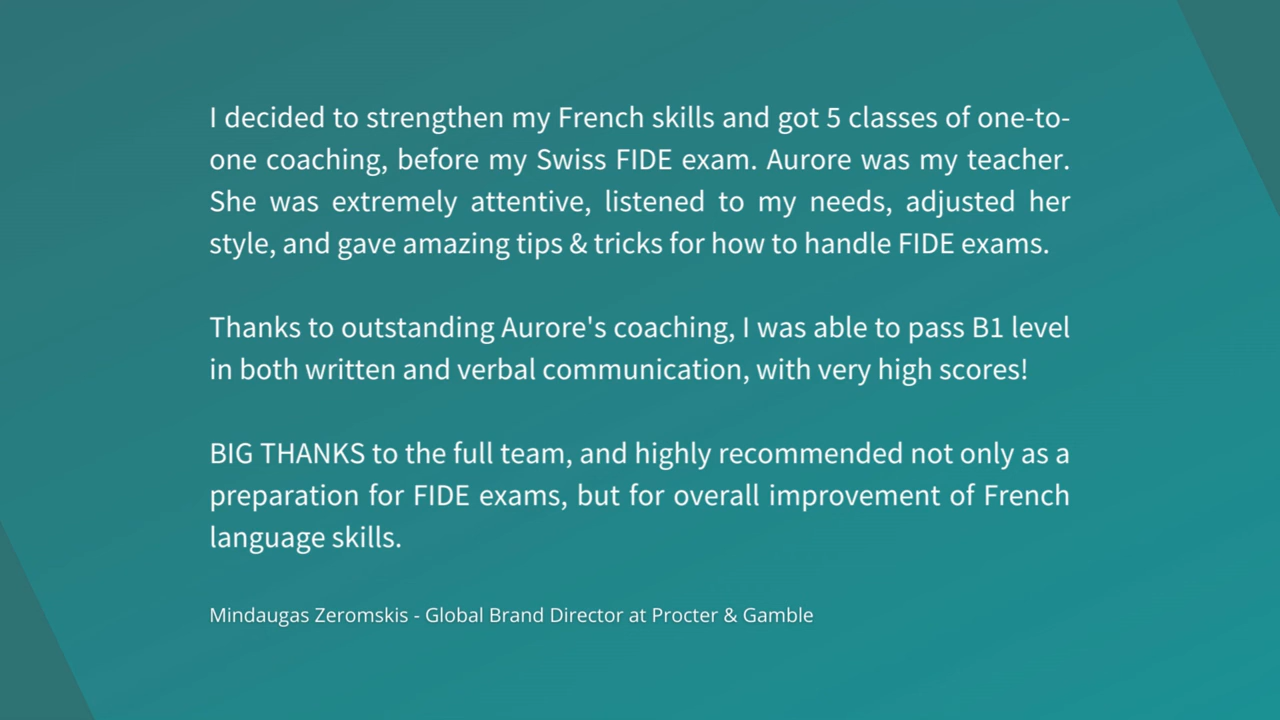 I decided to strengthen my French skills and got 5 classes of one-to-
one coaching, before my Swiss FIDE exam. Aurore was my teacher.
She was extremely attentive, listened to my needs, adjusted her
style, and gave amazing tips & tricks for how to handle FIDE exams.
Thanks to outstanding Aurore's coaching, I was able to pass B1 level
in both written and verbal communication, with very high scores!
BIG THANKS to the full team, and highly recommended not only as a
preparation for FIDE exams, but for overall improvement of French
language skills.
Mindaugas Zeromskis - Global Brand Director at Procter & Gamble